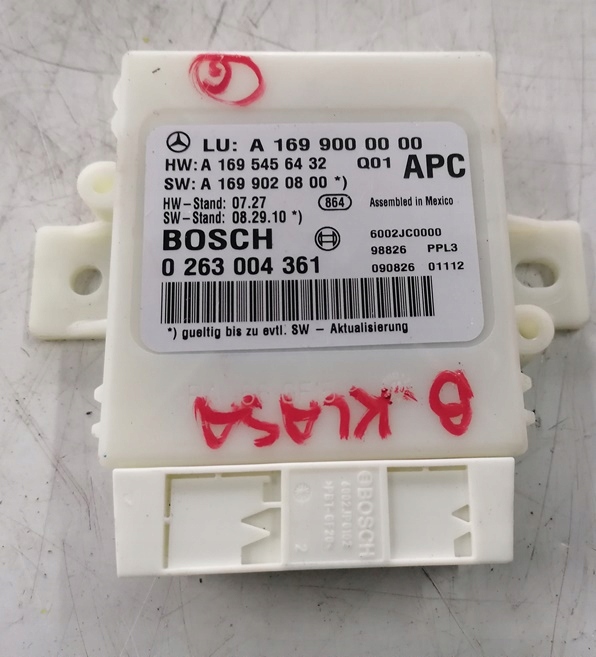 LU: A 169 900 00 00
HW: A 169 545 64 32 Q01 APC
SW: A 169 902 08 00 *)
HW-Stand: 07.27 864 Assembled in Mexico
SW-Stand: 08.29.10 *)
BOSCH 6002JC0000
98826 PPL3
0 263 004 361 090826 01112
*) gueltig bis zu evtl. SW - Aktualisierung
B.KLASA
BOSCH
2